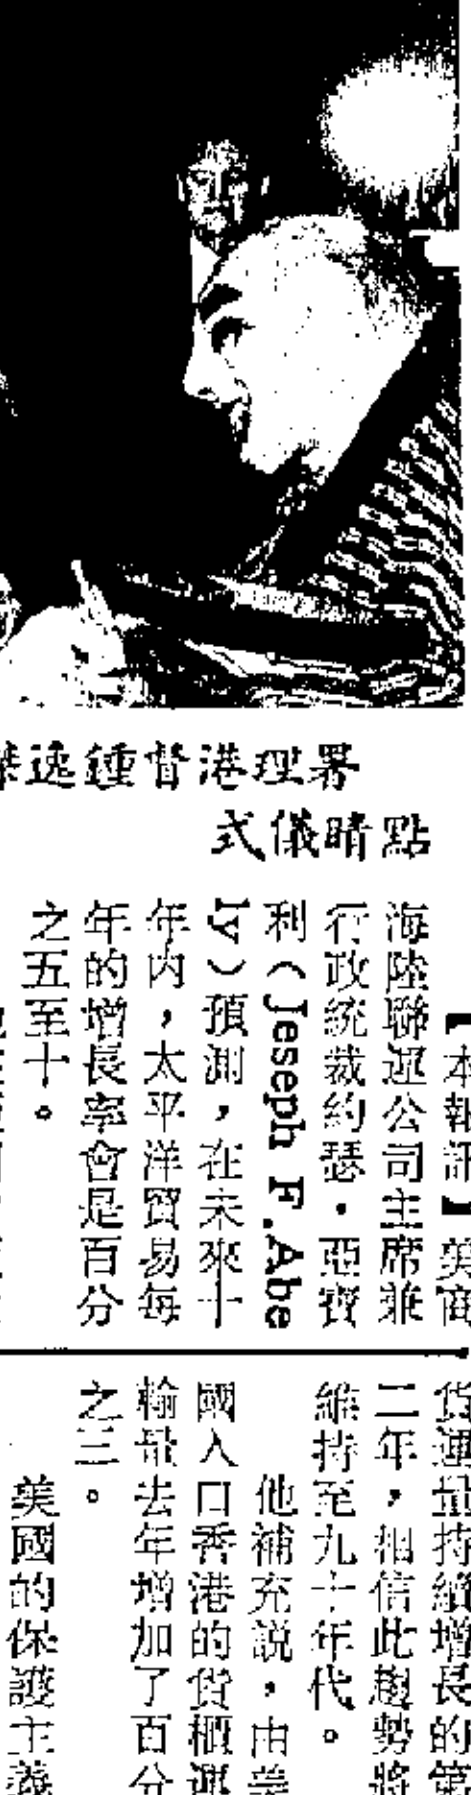 署理港督鍾逸
點睛儀式
【本報訊】美商
海陸聯運公司主席兼
行政統裁約瑟・亞寶
利(Jeseph F.Abe
ly)預測，在未來十
年內，太平洋貿易每
年的增長率會是百分
之五至十。
貨運量持續增長的第
二年，相信此趨勢將
維持至九十年代。
他補充說，由美
國入口香港的貨櫃運
輸量去年增加了百分
之三。
美國的保護主義